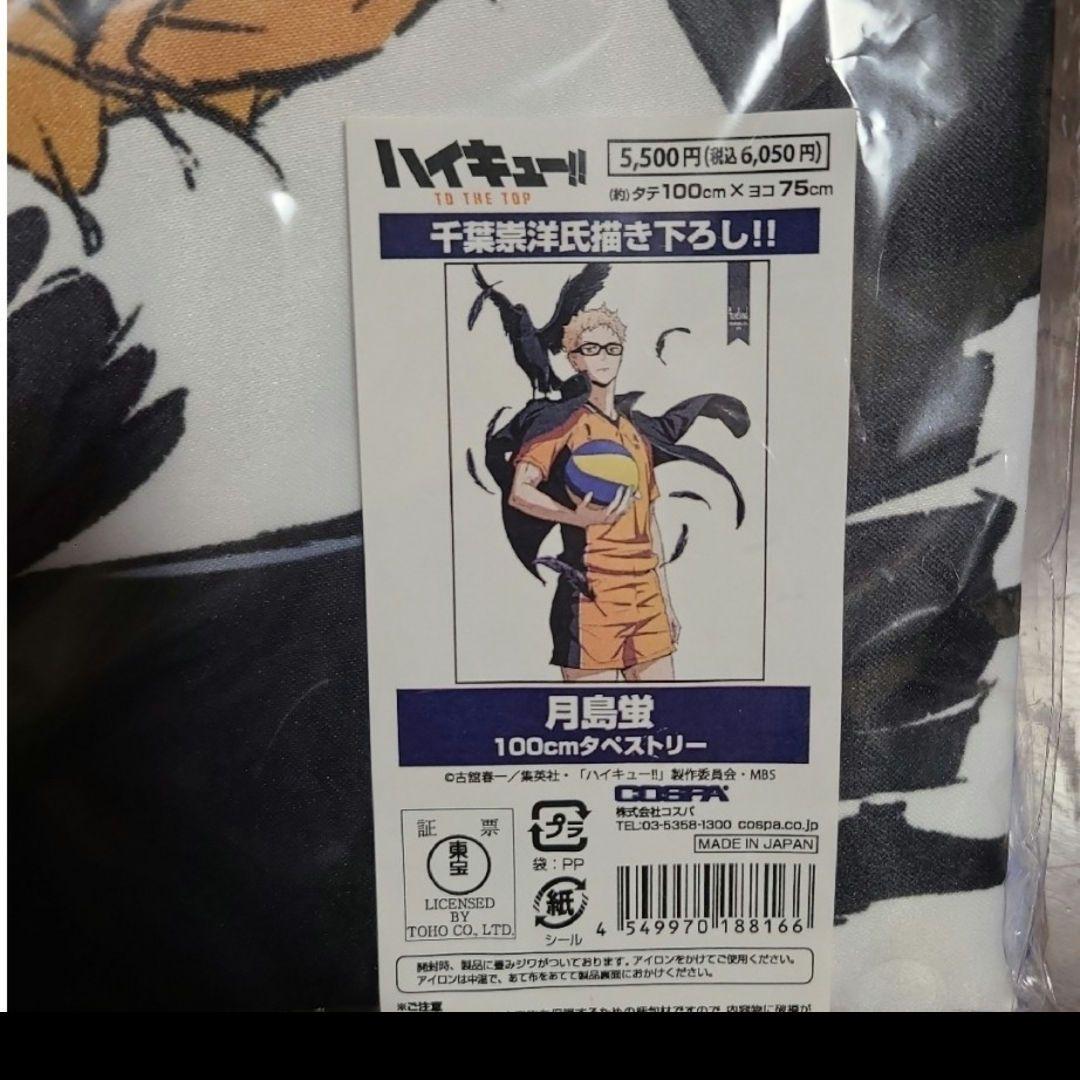 ハイキュー!!
TO THE TOP
5,500円(税込6,050円)
(約)タテ100cm×ヨコ75cm
千葉崇洋氏描き下ろし!!
月島蛍
100cmタペストリー
©古舘春一／集英社・「ハイキュー!!」製作委員会・MBS
COSPA
株式会社コスパ
TEL:03-5358-1300 cospa.co.jp
MADE IN JAPAN
証 票
東宝
LICENSED
BY
TOHO CO., LTD.
プラ
袋：PP
紙
シール
4 549970 188166
開封時、製品に畳みジワがついております。アイロンをかけてご使用ください。
アイロンは中温で、あて布をあてて製品裏面におかけください。
※ご注意